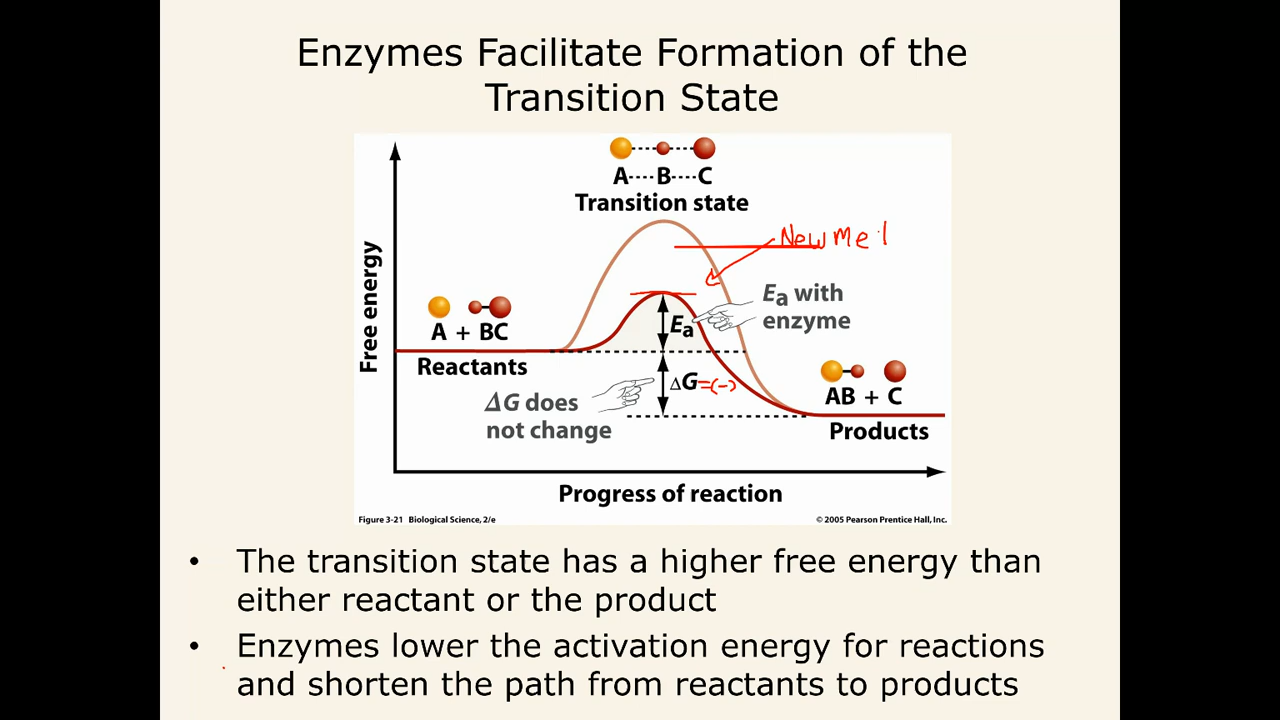 Enzymes Facilitate Formation of the
Transition State
A----B----C
Transition state
Free energy
New me
Ea with
enzyme
Ea
A + BC
Reactants
ΔG =(-)
ΔG does
not change
AB + C
Products
Progress of reaction
Figure 3-21 Biological Science, 2/e
© 2005 Pearson Prentice Hall, Inc.
• The transition state has a higher free energy than
either reactant or the product
• Enzymes lower the activation energy for reactions
and shorten the path from reactants to products